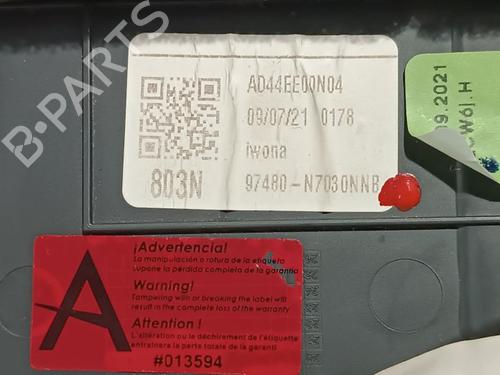 AD44EE00N04
09/07/21 0178
iwona
8D3N
97480-N7030NNB
09.2021
¡Advertencia!
La manipulación o rotura de la etiqueta
supone la pérdida completa de la garantía
Warning!
Tampering with or breaking the label will
result in the complete loss of the warranty
Attention !
L'altération ou le déchirement de l'étiquette
entraînera la perte totale de la garanti
#013594
A
B-PARTS